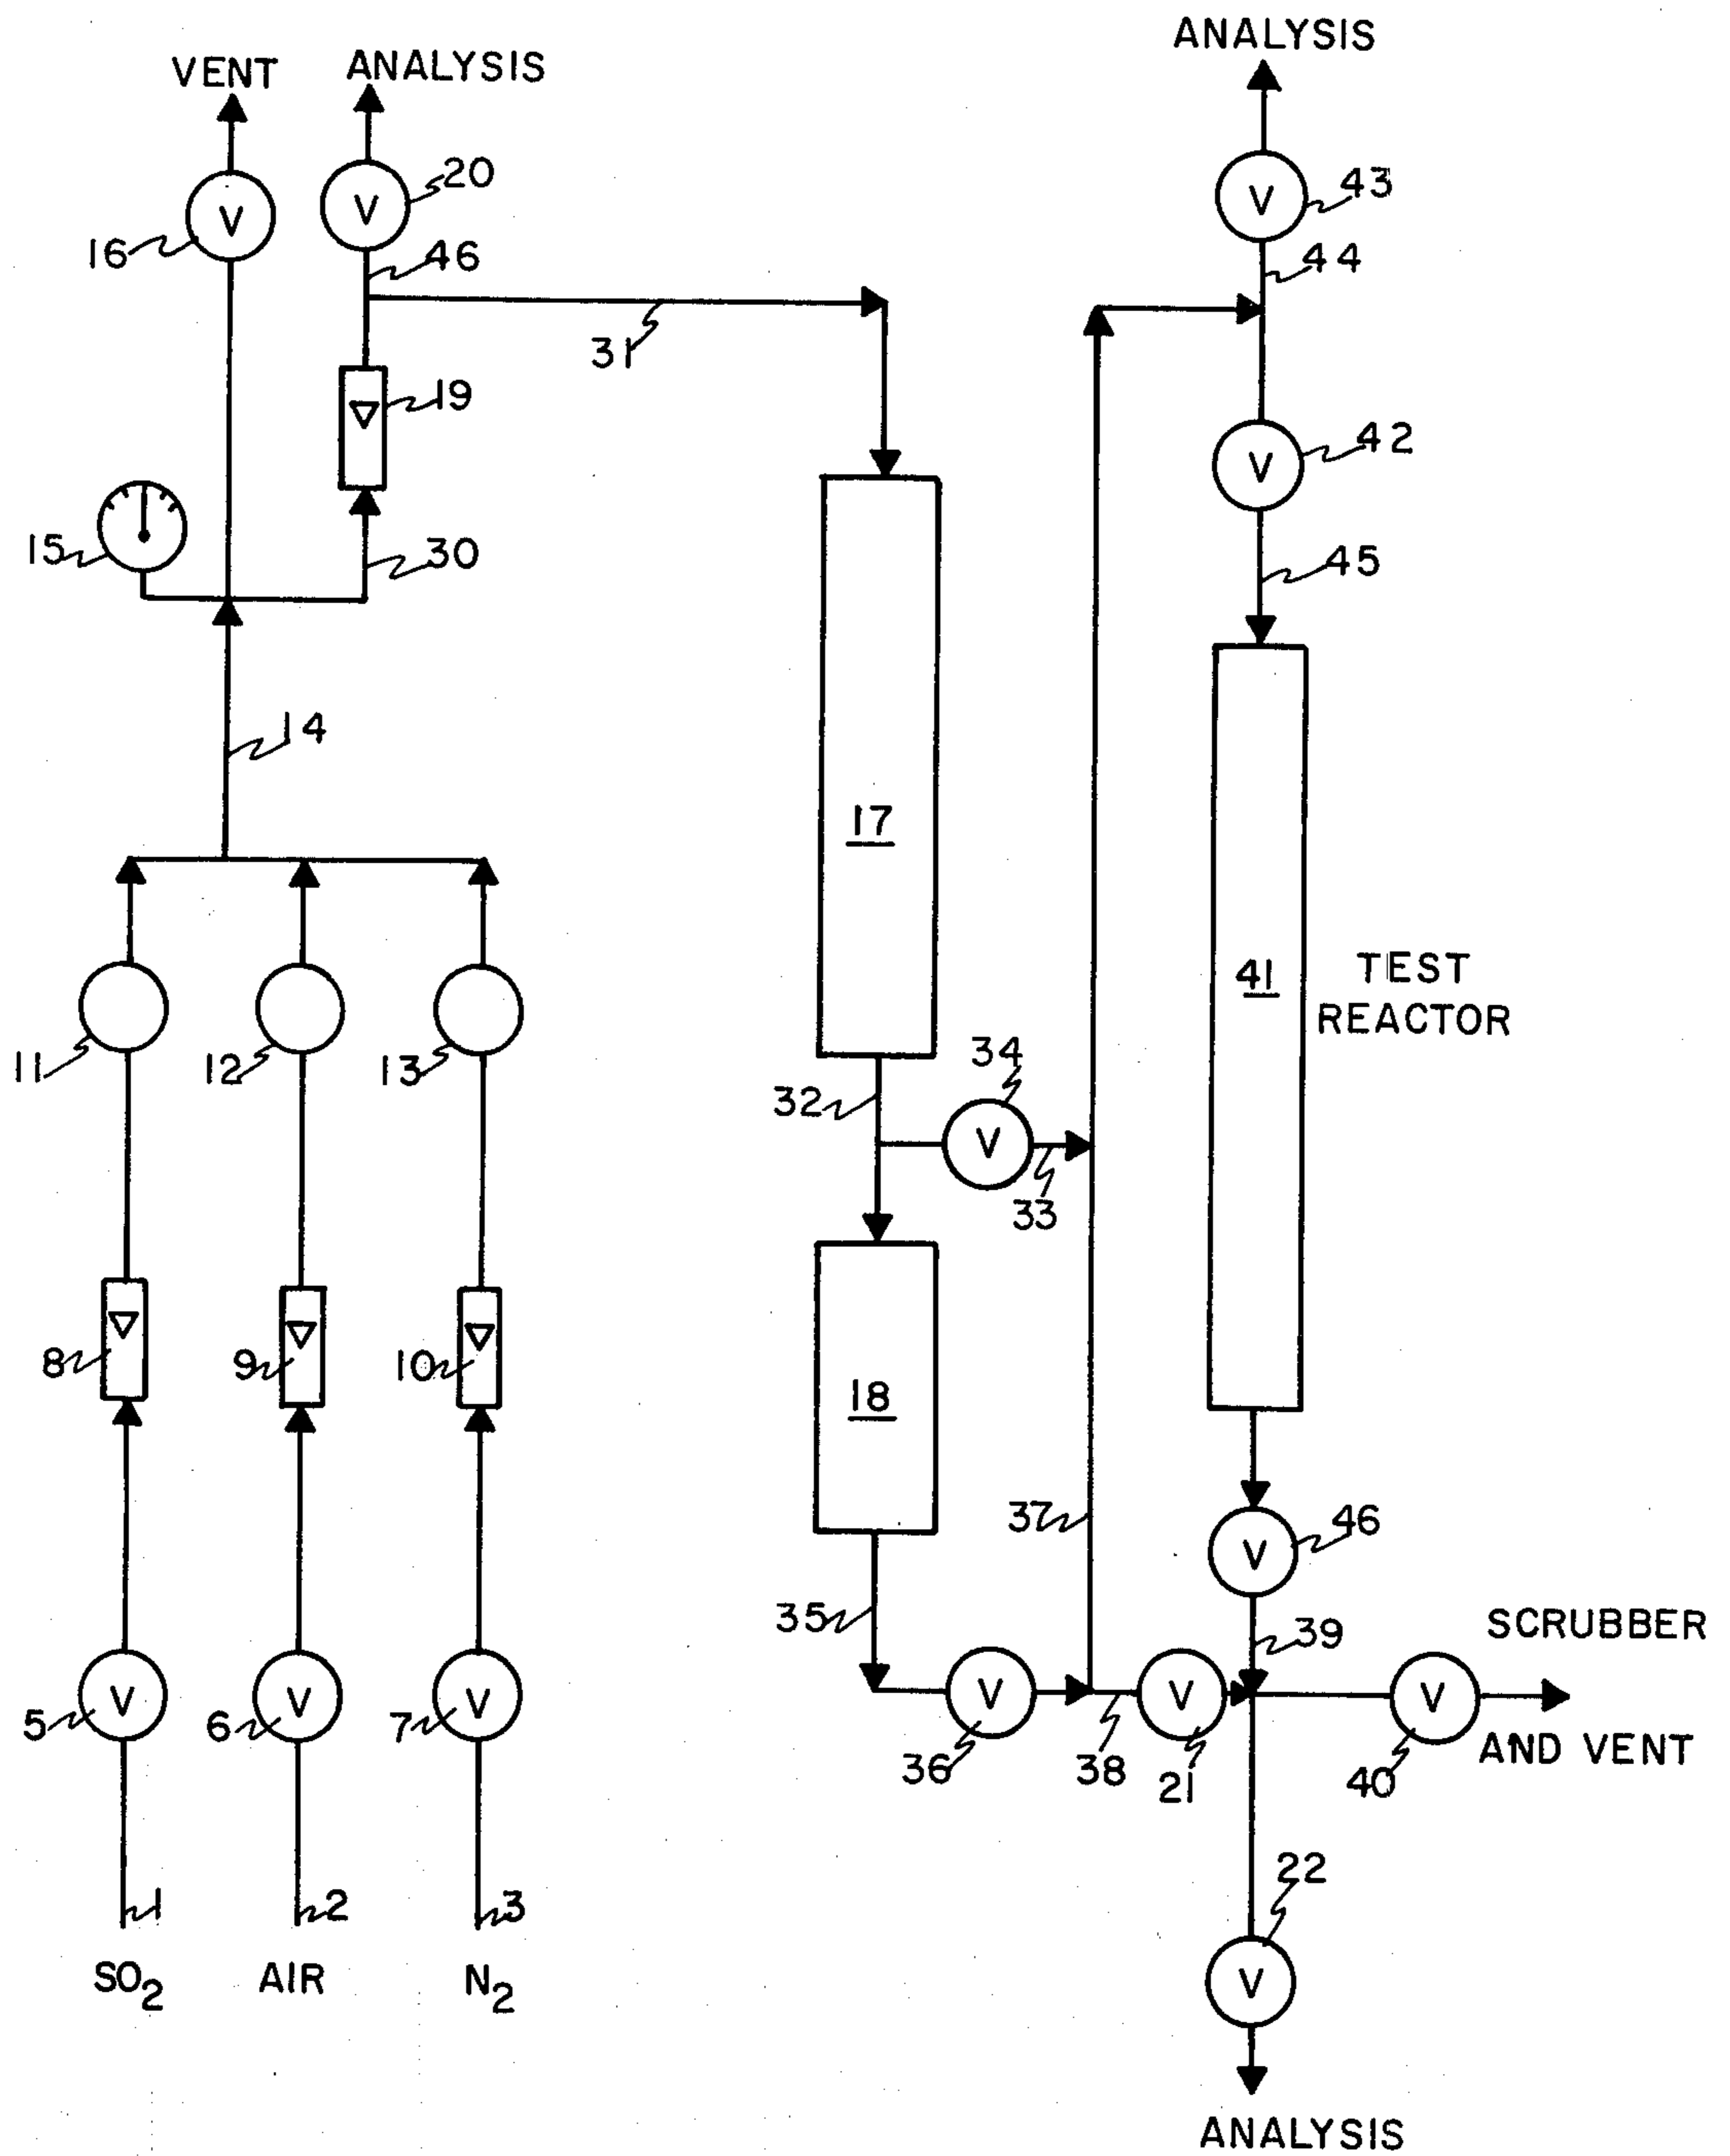 ANALYSIS
VENT
ANALYSIS
V
20
V
43
V
16
46
44
31
19
V
42
15
30
45
14
17
41
TEST
REACTOR
11
12
13
34
32
V
33
8
9
10
18
37
V
46
35
39
SCRUBBER
V
5
V
6
V
7
V
36
38
V
21
V
40
AND VENT
22
1
2
3
V
SO2
AIR
N2
ANALYSIS